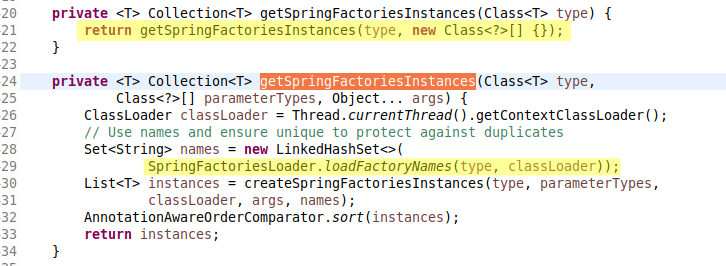 20 private <T> Collection<T> getSpringFactoriesInstances(Class<T> type) {
21 return getSpringFactoriesInstances(type, new Class<?>[] {});
22 }
23
24 private <T> Collection<T> getSpringFactoriesInstances(Class<T> type,
25 Class<?>[] parameterTypes, Object... args) {
26 ClassLoader classLoader = Thread.currentThread().getContextClassLoader();
27 // Use names and ensure unique to protect against duplicates
28 Set<String> names = new LinkedHashSet<>(
29 SpringFactoriesLoader.loadFactoryNames(type, classLoader));
30 List<T> instances = createSpringFactoriesInstances(type, parameterTypes,
31 classLoader, args, names);
32 AnnotationAwareOrderComparator.sort(instances);
33 return instances;
34 }